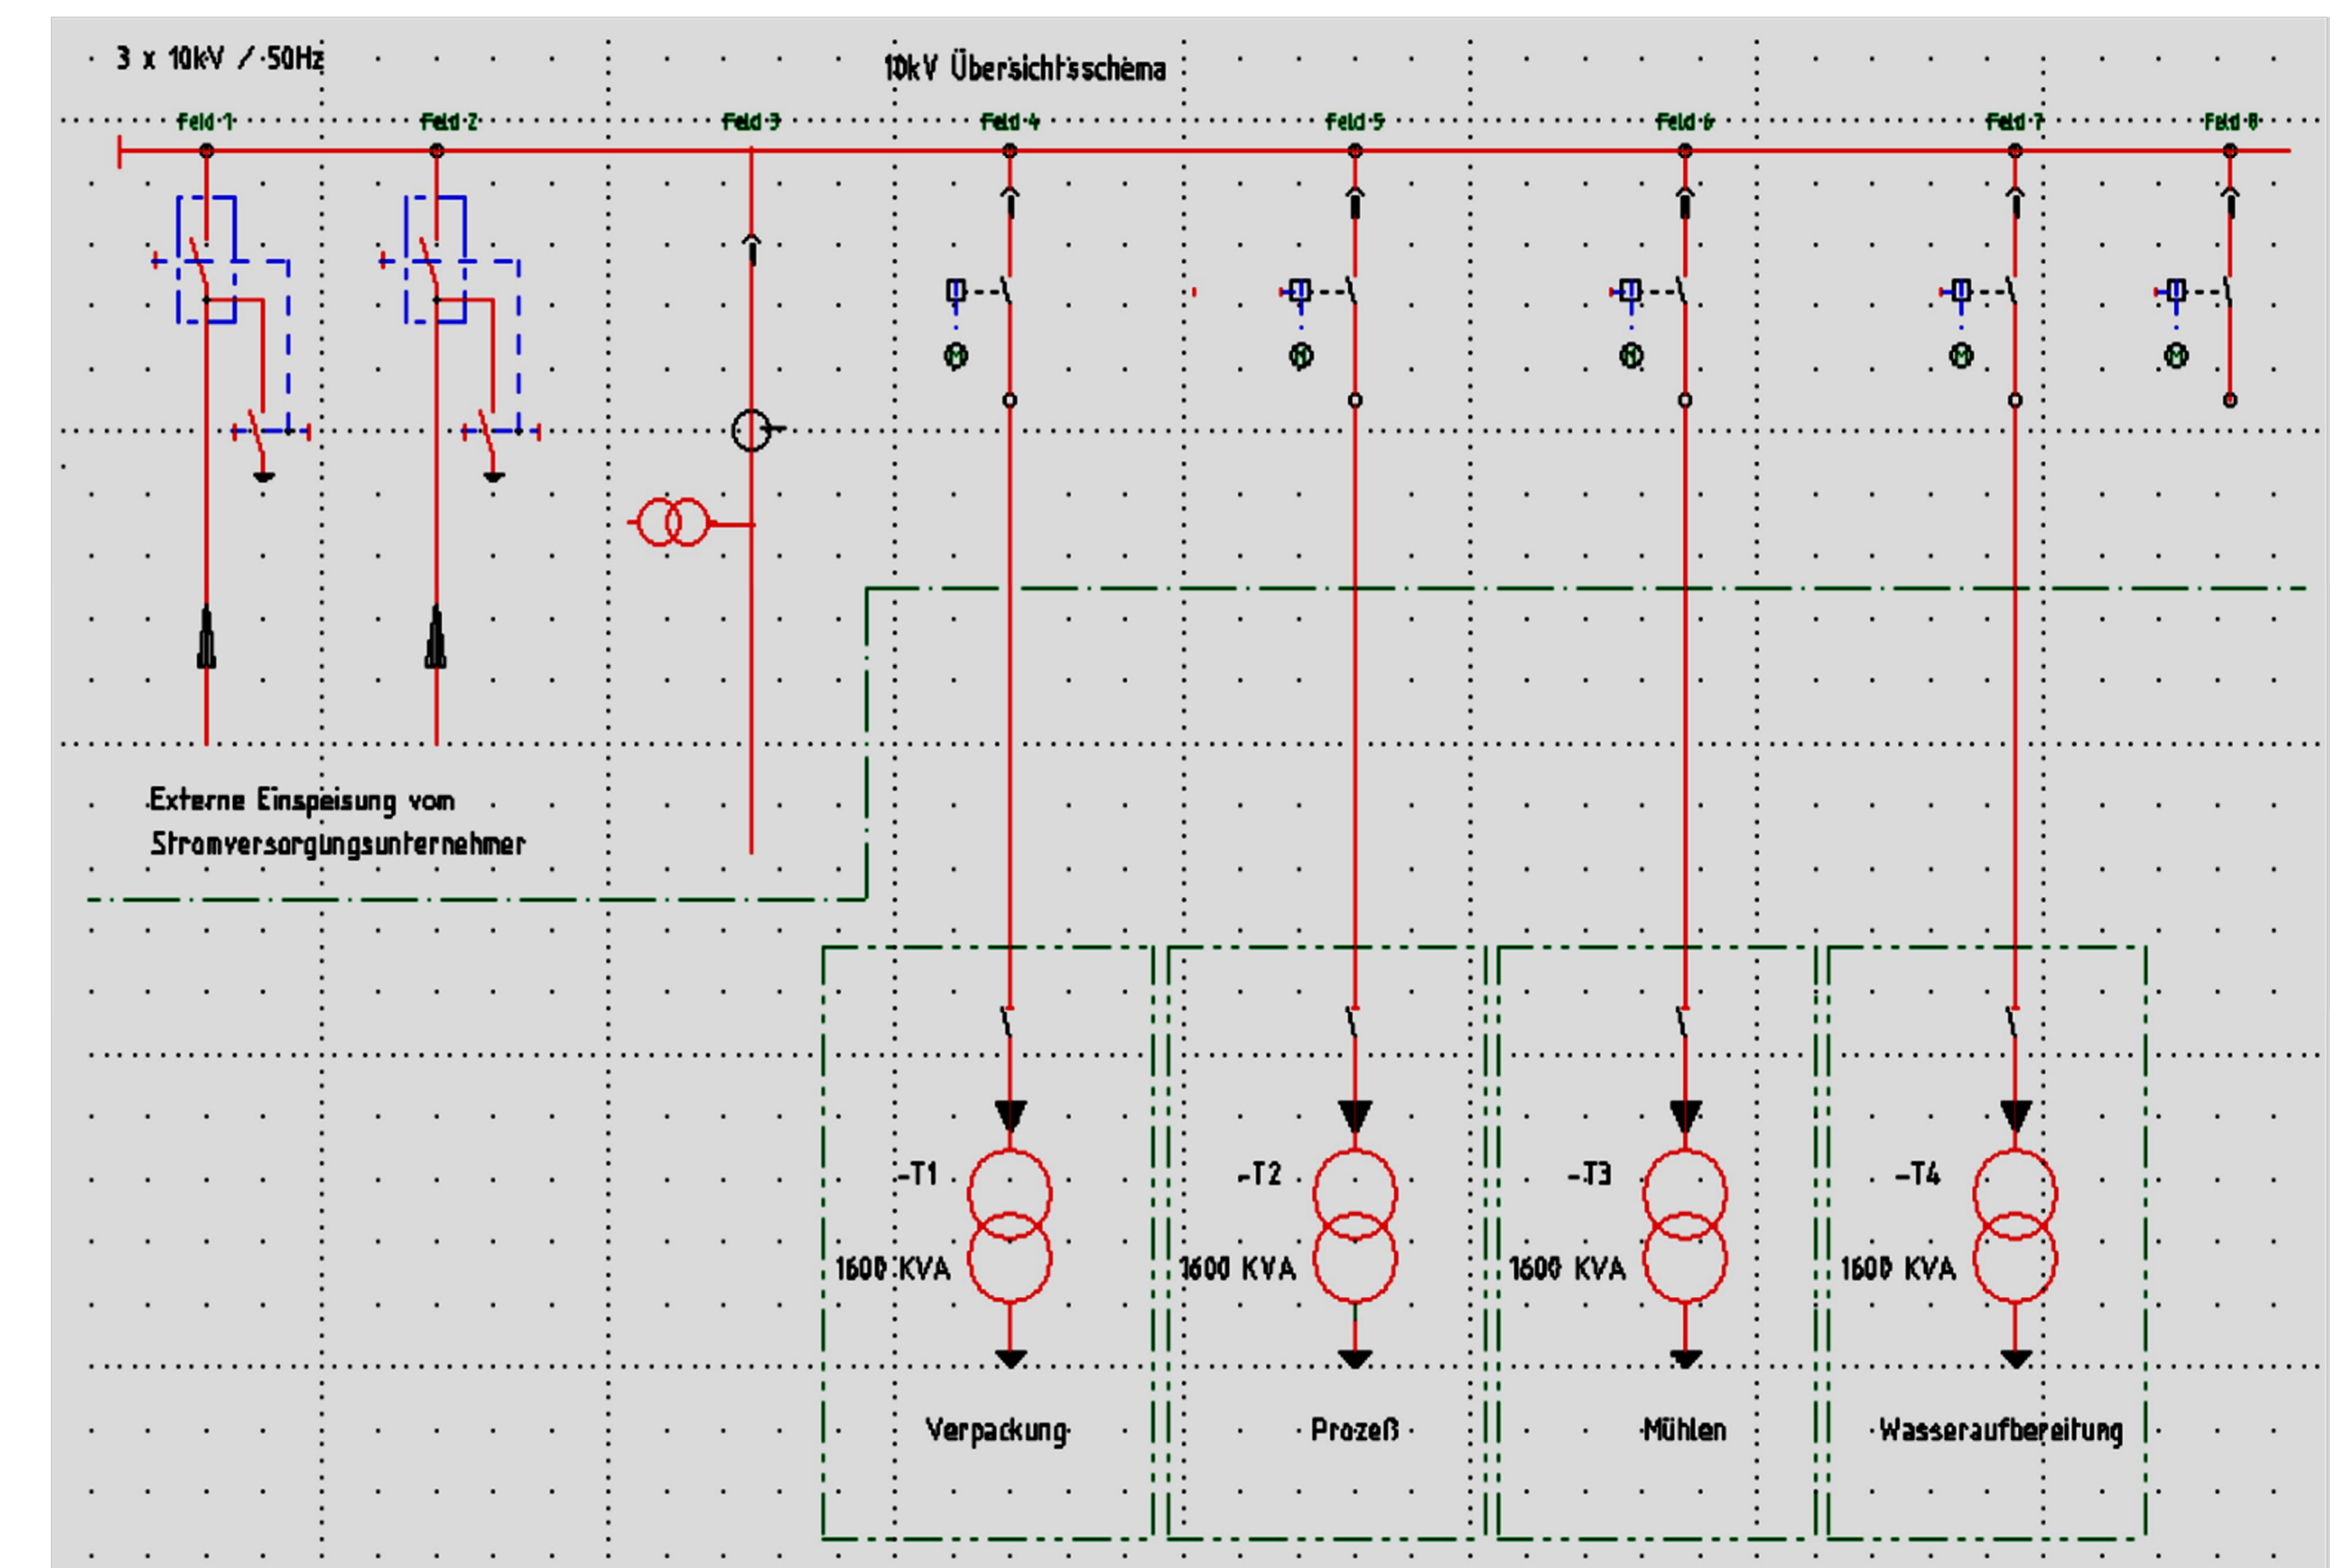 3 x 10kV / 50Hz
10kV Übersichtsschema
Feld 1
Feld 2
Feld 3
Feld 4
Feld 5
Feld 6
Feld 7
Feld 8
M
M
M
M
M
Externe Einspeisung vom
Stromversorgungsunternehmer
-T1
-T2
-T3
-T4
1600 KVA
1600 KVA
1600 KVA
1600 KVA
Verpackung
Prozeß
Mühlen
Wasseraufbereitung